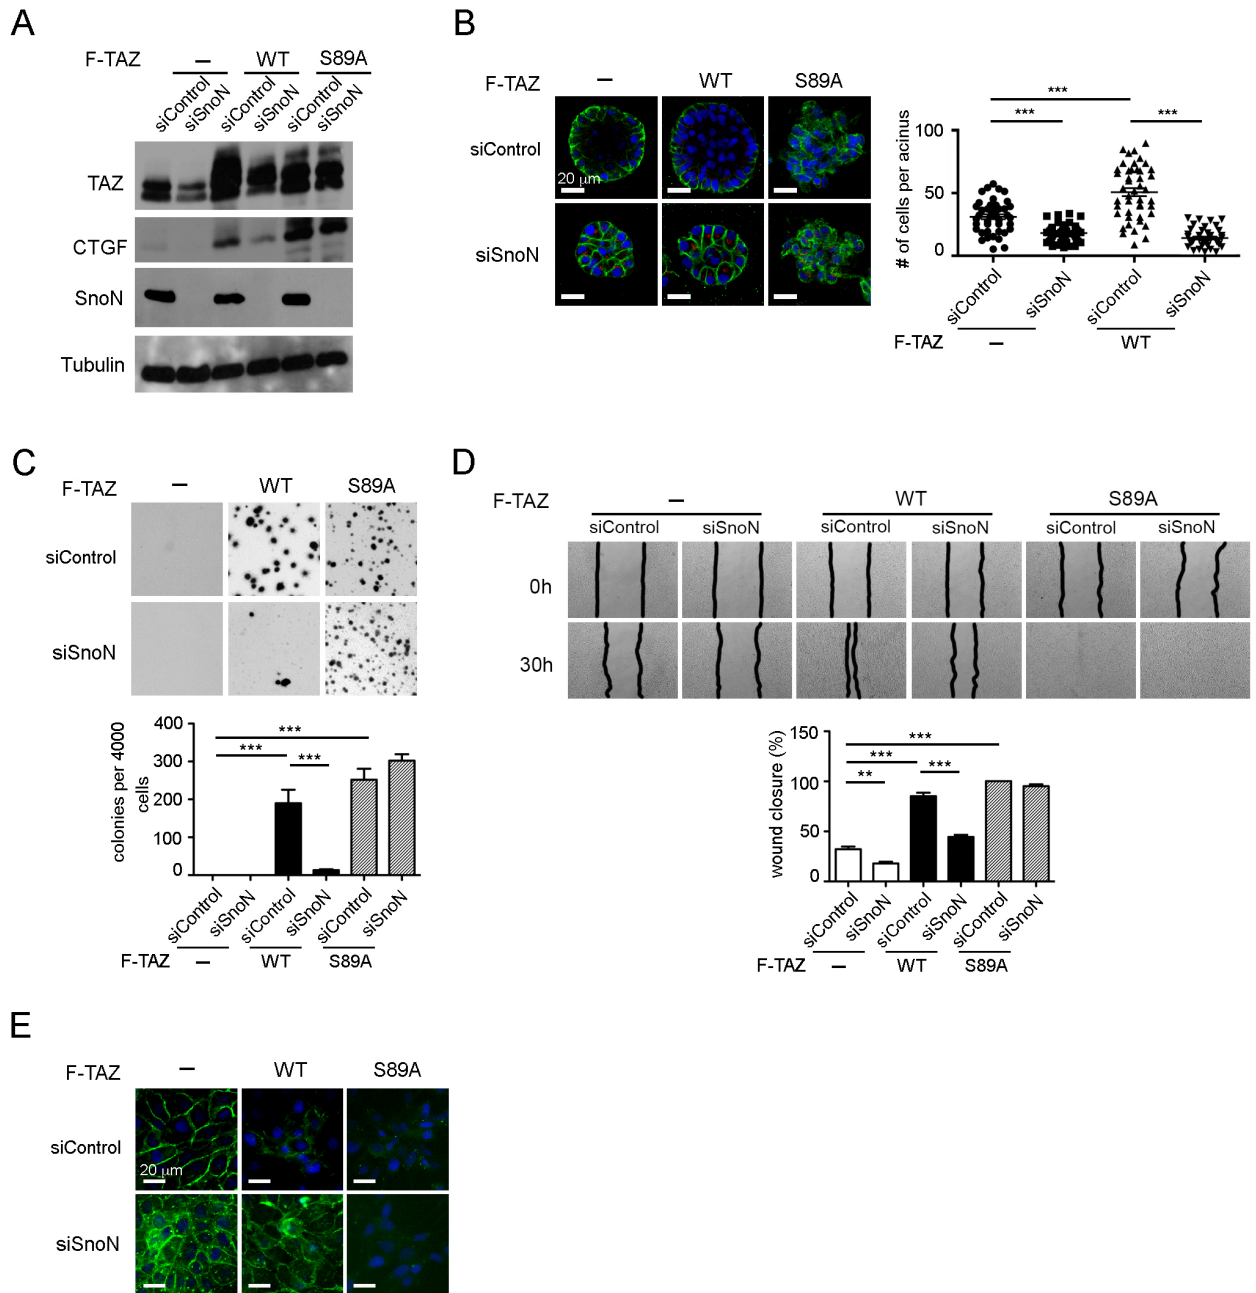 A
F-TAZ
–
WT
S89A
siControl
siSnoN
siControl
siSnoN
siControl
siSnoN
TAZ
CTGF
SnoN
Tubulin
B
F-TAZ
–
WT
S89A
siControl
20 μm
siSnoN
# of cells per acinus
100
50
0
***
***
***
siControl
siSnoN
siControl
siSnoN
F-TAZ
–
WT
C
F-TAZ
–
WT
S89A
siControl
siSnoN
colonies per 4000
cells
400
300
200
100
0
***
***
***
siControl
siSnoN
siControl
siSnoN
siControl
siSnoN
F-TAZ
–
WT
S89A
D
F-TAZ
–
WT
S89A
siControl
siSnoN
siControl
siSnoN
siControl
siSnoN
0h
30h
wound closure (%)
150
100
50
0
***
***
***
**
siControl
siSnoN
siControl
siSnoN
siControl
siSnoN
F-TAZ
–
WT
S89A
E
F-TAZ
–
WT
S89A
siControl
20 μm
siSnoN